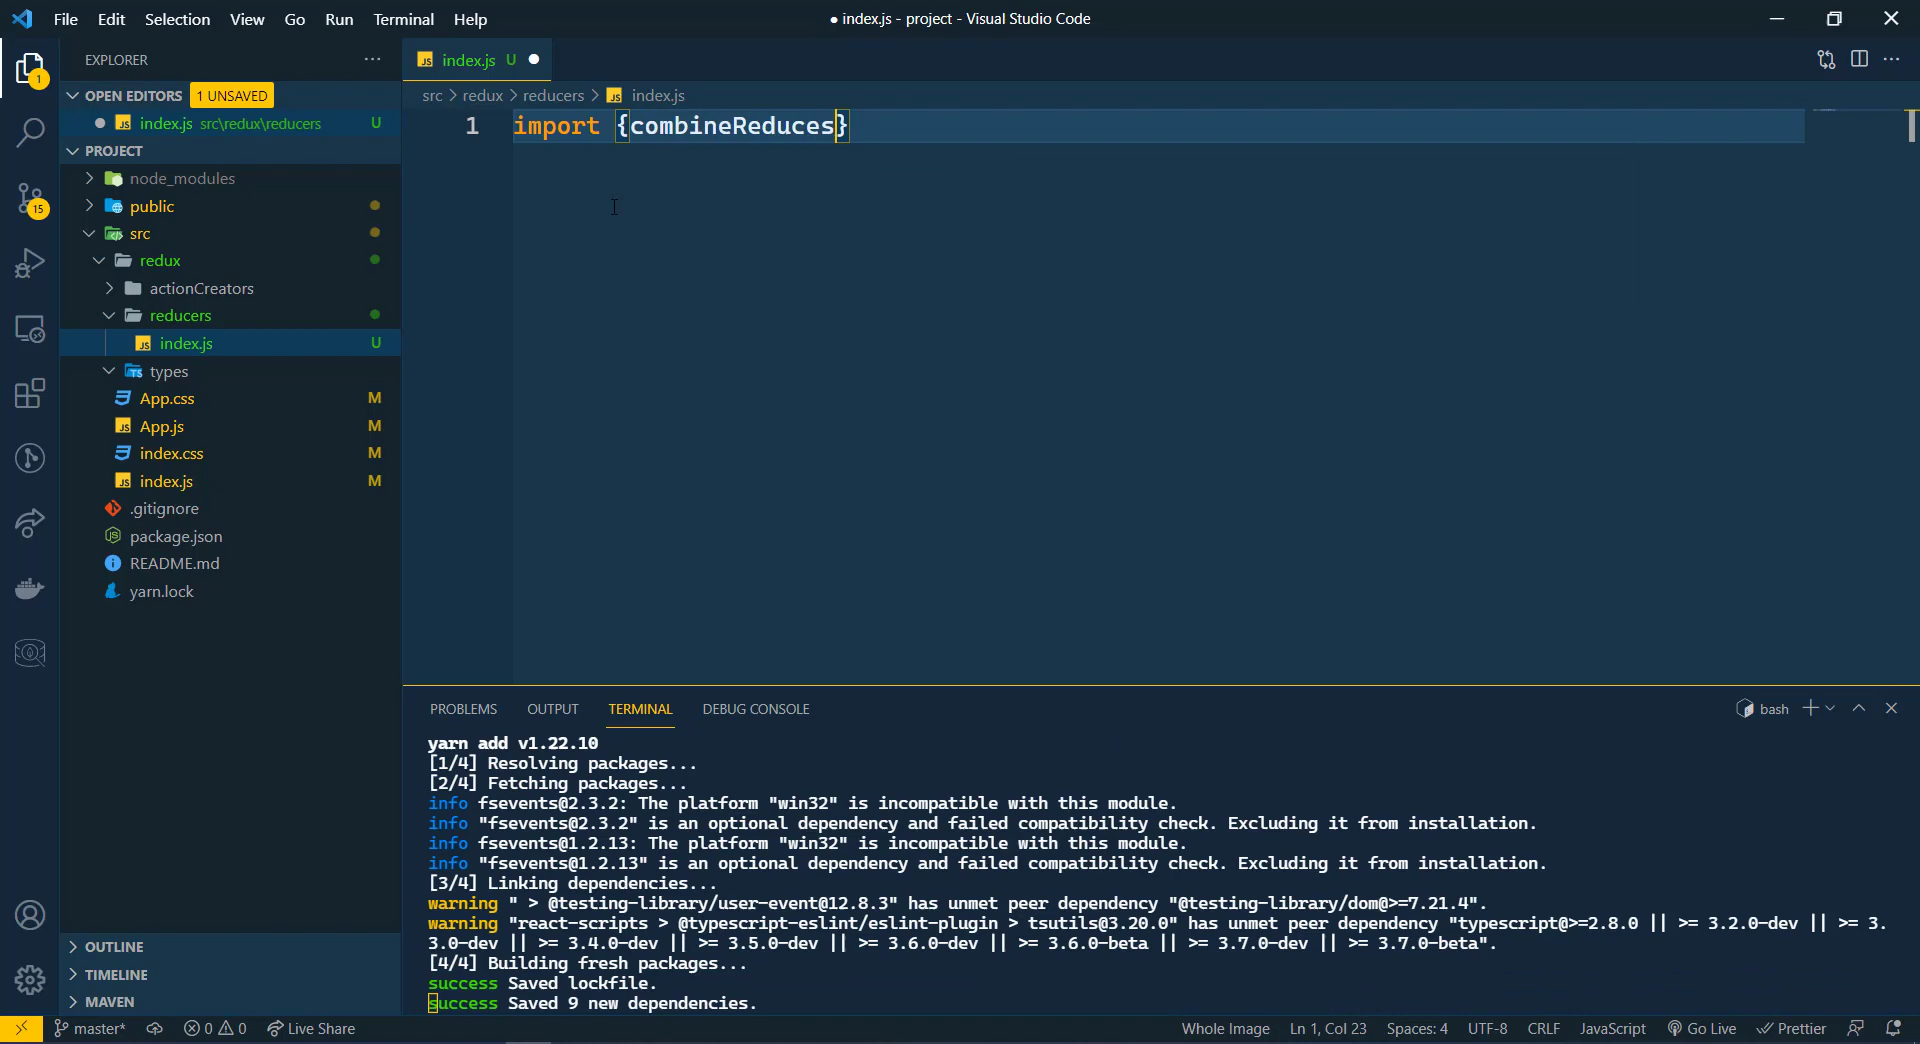 File Edit Selection View Go Run Terminal Help
● index.js - project - Visual Studio Code
EXPLORER
index.js U
OPEN EDITORS 1 UNSAVED
index.js src\redux\reducers U
PROJECT
node_modules
public
src
redux
actionCreators
reducers
index.js U
types
App.css M
App.js M
index.css M
index.js M
.gitignore
package.json
README.md
yarn.lock
OUTLINE
TIMELINE
MAVEN
1
15
src > redux > reducers > JS index.js
1 import {combineReduces}
PROBLEMS OUTPUT TERMINAL DEBUG CONSOLE
bash
yarn add v1.22.10
[1/4] Resolving packages...
[2/4] Fetching packages...
info fsevents@2.3.2: The platform "win32" is incompatible with this module.
info "fsevents@2.3.2" is an optional dependency and failed compatibility check. Excluding it from installation.
info fsevents@1.2.13: The platform "win32" is incompatible with this module.
info "fsevents@1.2.13" is an optional dependency and failed compatibility check. Excluding it from installation.
[3/4] Linking dependencies...
warning " > @testing-library/user-event@12.8.3" has unmet peer dependency "@testing-library/dom@>=7.21.4".
warning "react-scripts > @typescript-eslint/eslint-plugin > tsutils@3.20.0" has unmet peer dependency "typescript@>=2.8.0 || >= 3.2.0-dev || >= 3.
3.0-dev || >= 3.4.0-dev || >= 3.5.0-dev || >= 3.6.0-dev || >= 3.6.0-beta || >= 3.7.0-dev || >= 3.7.0-beta".
[4/4] Building fresh packages...
success Saved lockfile.
success Saved 9 new dependencies.
master* 0 0 Live Share
Whole Image Ln 1, Col 23 Spaces: 4 UTF-8 CRLF JavaScript Go Live Prettier